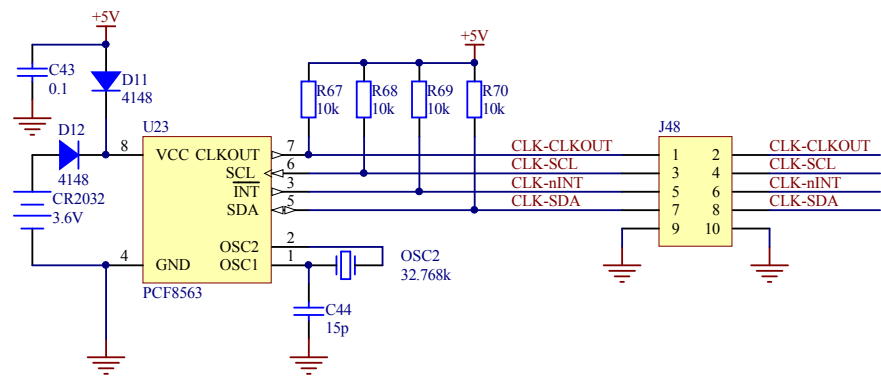 +5V
+5V
C43
0.1
D11
4148
R67
10k
R68
10k
R69
10k
R70
10k
D12
4148
CR2032
3.6V
U23
8
VCC CLKOUT
7
CLK-CLKOUT
SCL
6
CLK-SCL
INT
3
CLK-nINT
SDA
5
CLK-SDA
OSC2
2
4
GND
OSC1
1
PCF8563
OSC2
32.768k
C44
15p
J48
1 2
CLK-CLKOUT
3 4
CLK-SCL
5 6
CLK-nINT
7 8
CLK-SDA
9 10